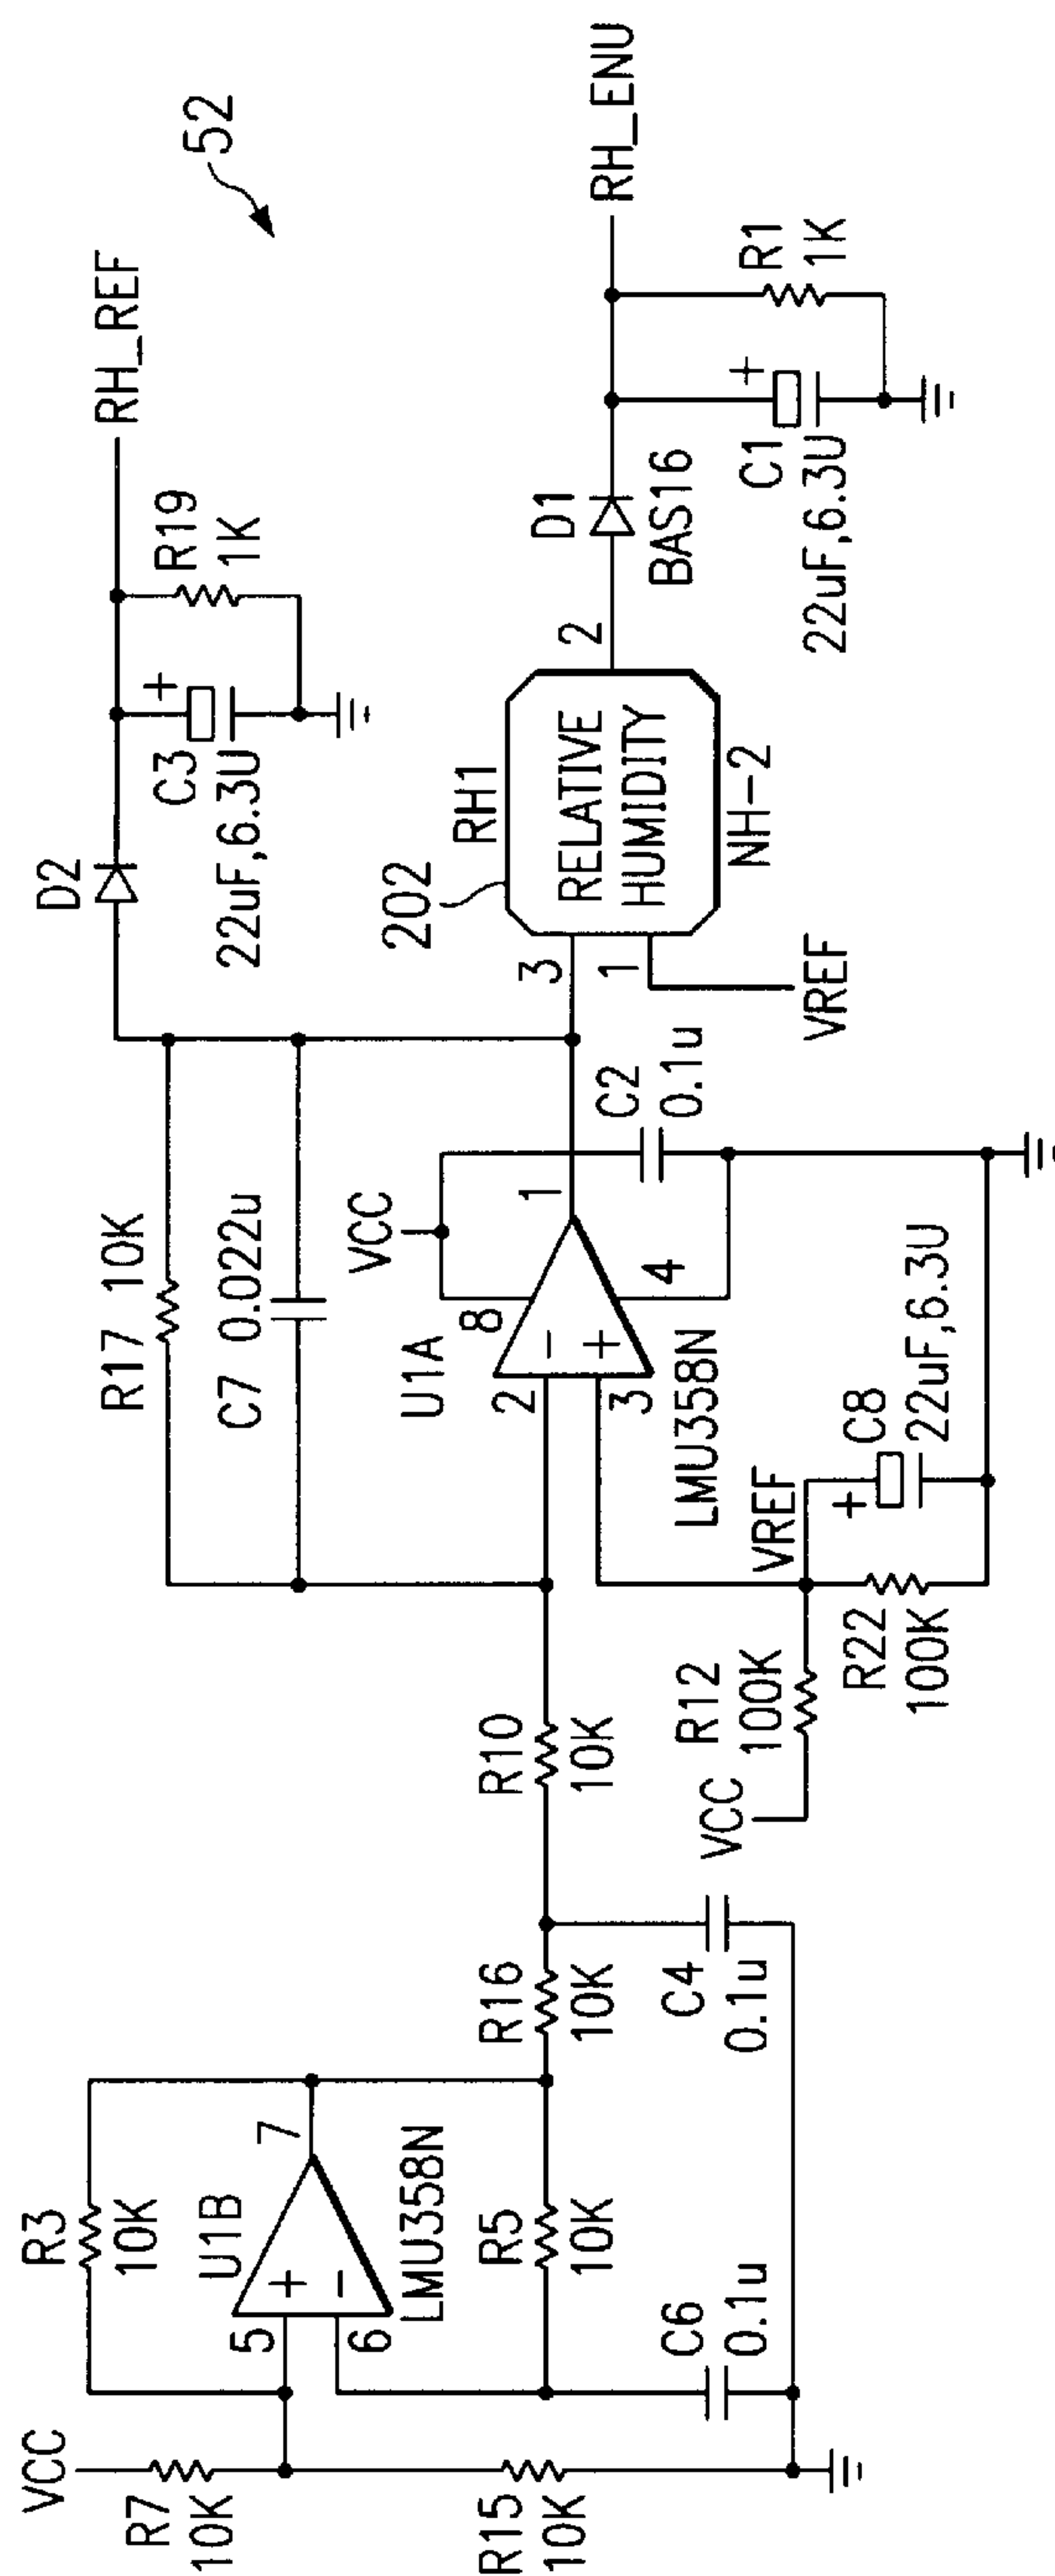 VCC
R7
10K
R15
10K
R3
10K
U1B
5
+
6
-
7
LMU358N
R5
10K
C6
0.1u
R16
10K
C4
0.1u
R10
10K
VCC
R12
100K
VREF
R22
100K
+
C8
22uF,6.3U
R17 10K
C7 0.022u
U1A
VCC
8
2
-
+
3
1
4
LMU358N
C2
0.1u
D2
C3
+
22uF,6.3U
R19
1K
RH_REF
52
202
RH1
3
1
RELATIVE
HUMIDITY
2
NH-2
VREF
D1
BAS16
C1
+
22uF,6.3U
R1
1K
RH_ENU